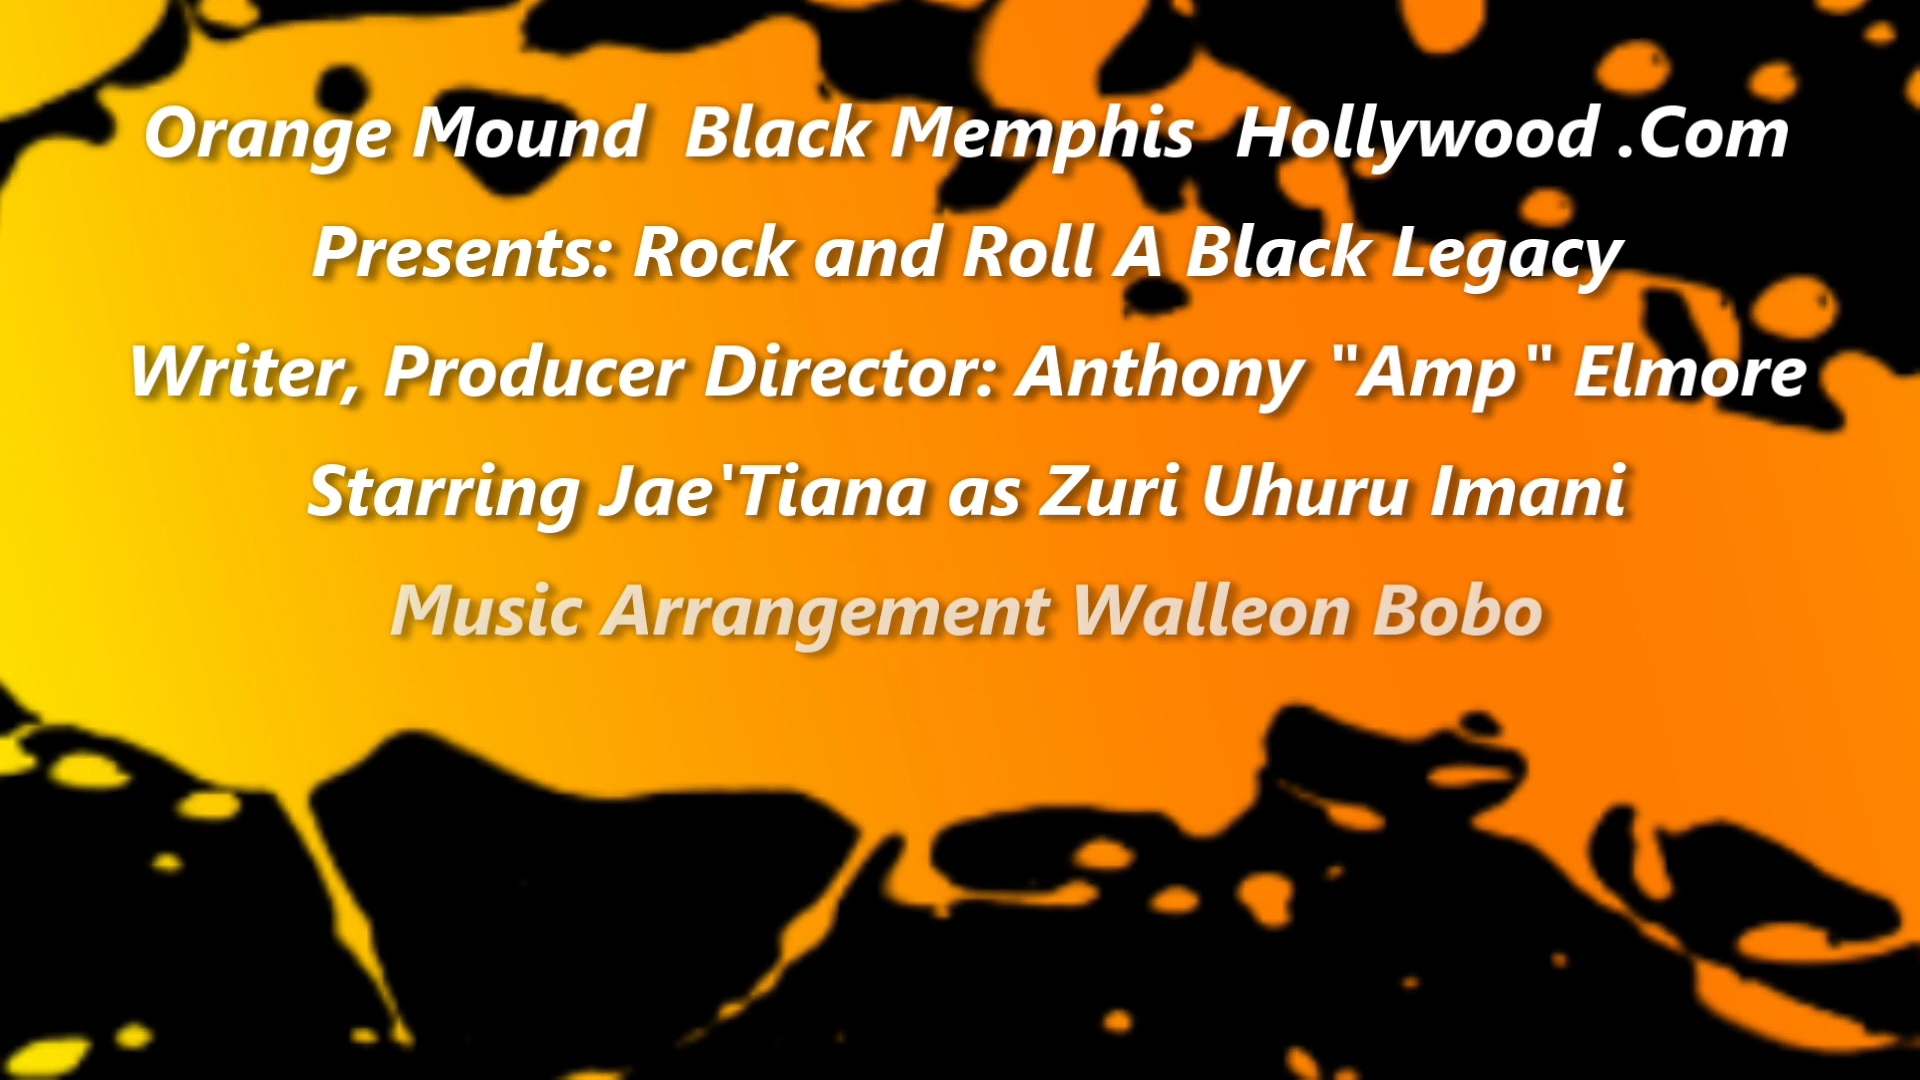 Orange Mound  Black Memphis  Hollywood .Com
Presents: Rock and Roll A Black Legacy
Writer, Producer Director: Anthony "Amp" Elmore
Starring Jae'Tiana as Zuri Uhuru Imani
Music Arrangement Walleon Bobo